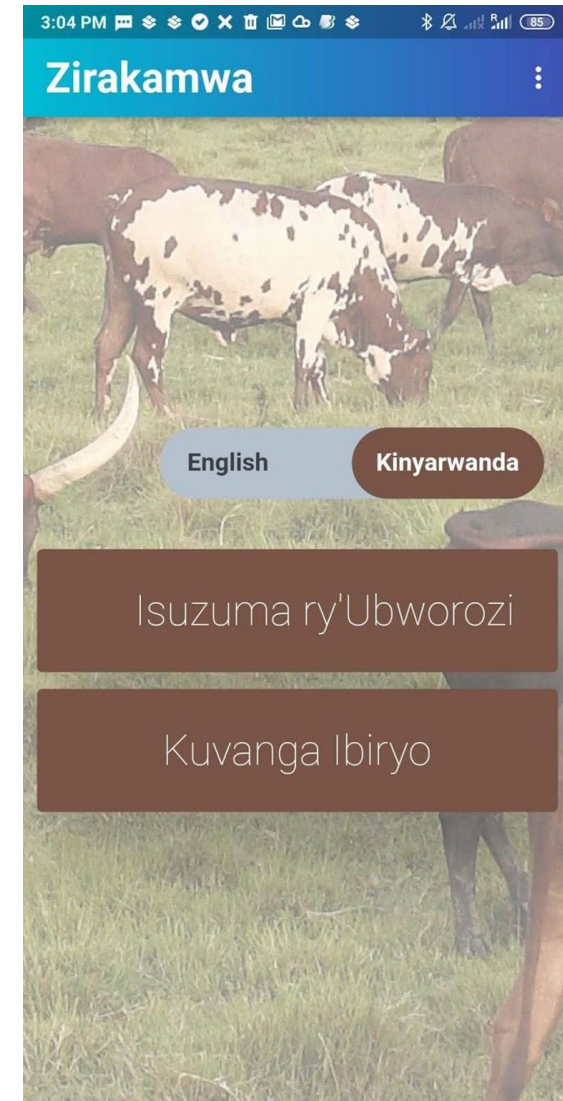 3:04 PM 85
Zirakamwa
English Kinyarwanda
Isuzuma ry'Ubworozi
Kuvanga Ibiryo